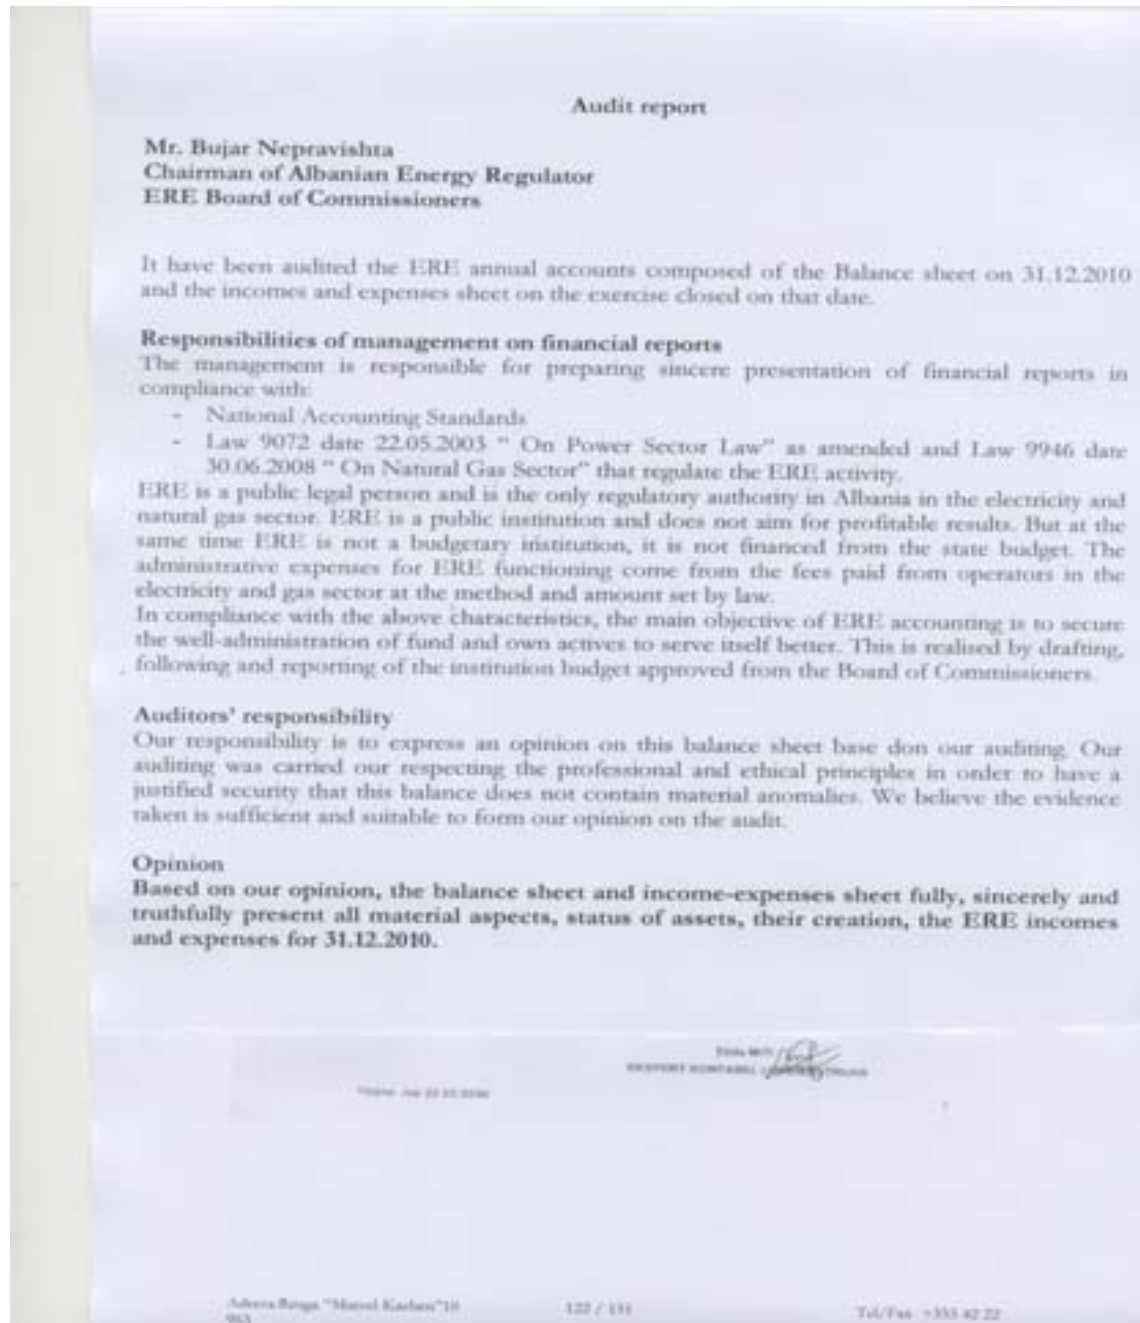 Audit report
Mr. Bujar Nepravishta
Chairman of Albanian Energy Regulator
ERE Board of Commissioners
It have been audited the ERE annual accounts composed of the Balance sheet on 31.12.2010
and the incomes and expenses sheet on the exercise closed on that date.
Responsibilities of management on financial reports
The management is responsible for preparing sincere presentation of financial reports in
compliance with:
- National Accounting Standards
- Law 9072 date 22.05.2003 " On Power Sector Law" as amended and Law 9946 date
30.06.2008 " On Natural Gas Sector" that regulate the ERE activity.
ERE is a public legal person and is the only regulatory authority in Albania in the electricity and
natural gas sector. ERE is a public institution and does not aim for profitable results. But at the
same time ERE is not a budgetary institution, it is not financed from the state budget. The
administrative expenses for ERE functioning come from the fees paid from operators in the
electricity and gas sector at the method and amount set by law.
In compliance with the above characteristics, the main objective of ERE accounting is to secure
the well-administration of fund and own actives to serve itself better. This is realised by drafting,
following and reporting of the institution budget approved from the Board of Commissioners.
Auditors' responsibility
Our responsibility is to express an opinion on this balance sheet base don our auditing. Our
auditing was carried our respecting the professional and ethical principles in order to have a
justified security that this balance does not contain material anomalies. We believe the evidence
taken is sufficient and suitable to form our opinion on the audit.
Opinion
Based on our opinion, the balance sheet and income-expenses sheet fully, sincerely and
truthfully present all material aspects, status of assets, their creation, the ERE incomes
and expenses for 31.12.2010.
EKSPERT KONTABEL
122 / 131
Tel/Fax +355 42 22